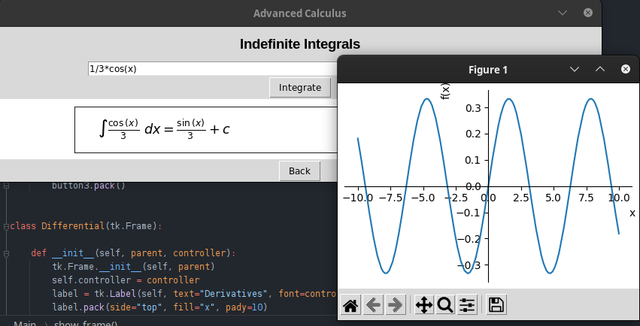 Advanced Calculus
Indefinite Integrals
1/3*cos(x)
Integrate
∫ cos (x)/3 dx = sin (x)/3 + c
Back
Figure 1
f(x)
0.3
0.2
0.1
0.0
−0.1
−0.2
−0.3
−10.0 −7.5 −5.0 −2.5 0.0 2.5 5.0 7.5 10.0
x
button3.pack()
class Differential(tk.Frame):
def __init__(self, parent, controller):
tk.Frame.__init__(self, parent)
self.controller = controller
label = tk.Label(self, text="Derivatives", font=contro
label.pack(side="top", fill="x", pady=10)
Main
show_frame()